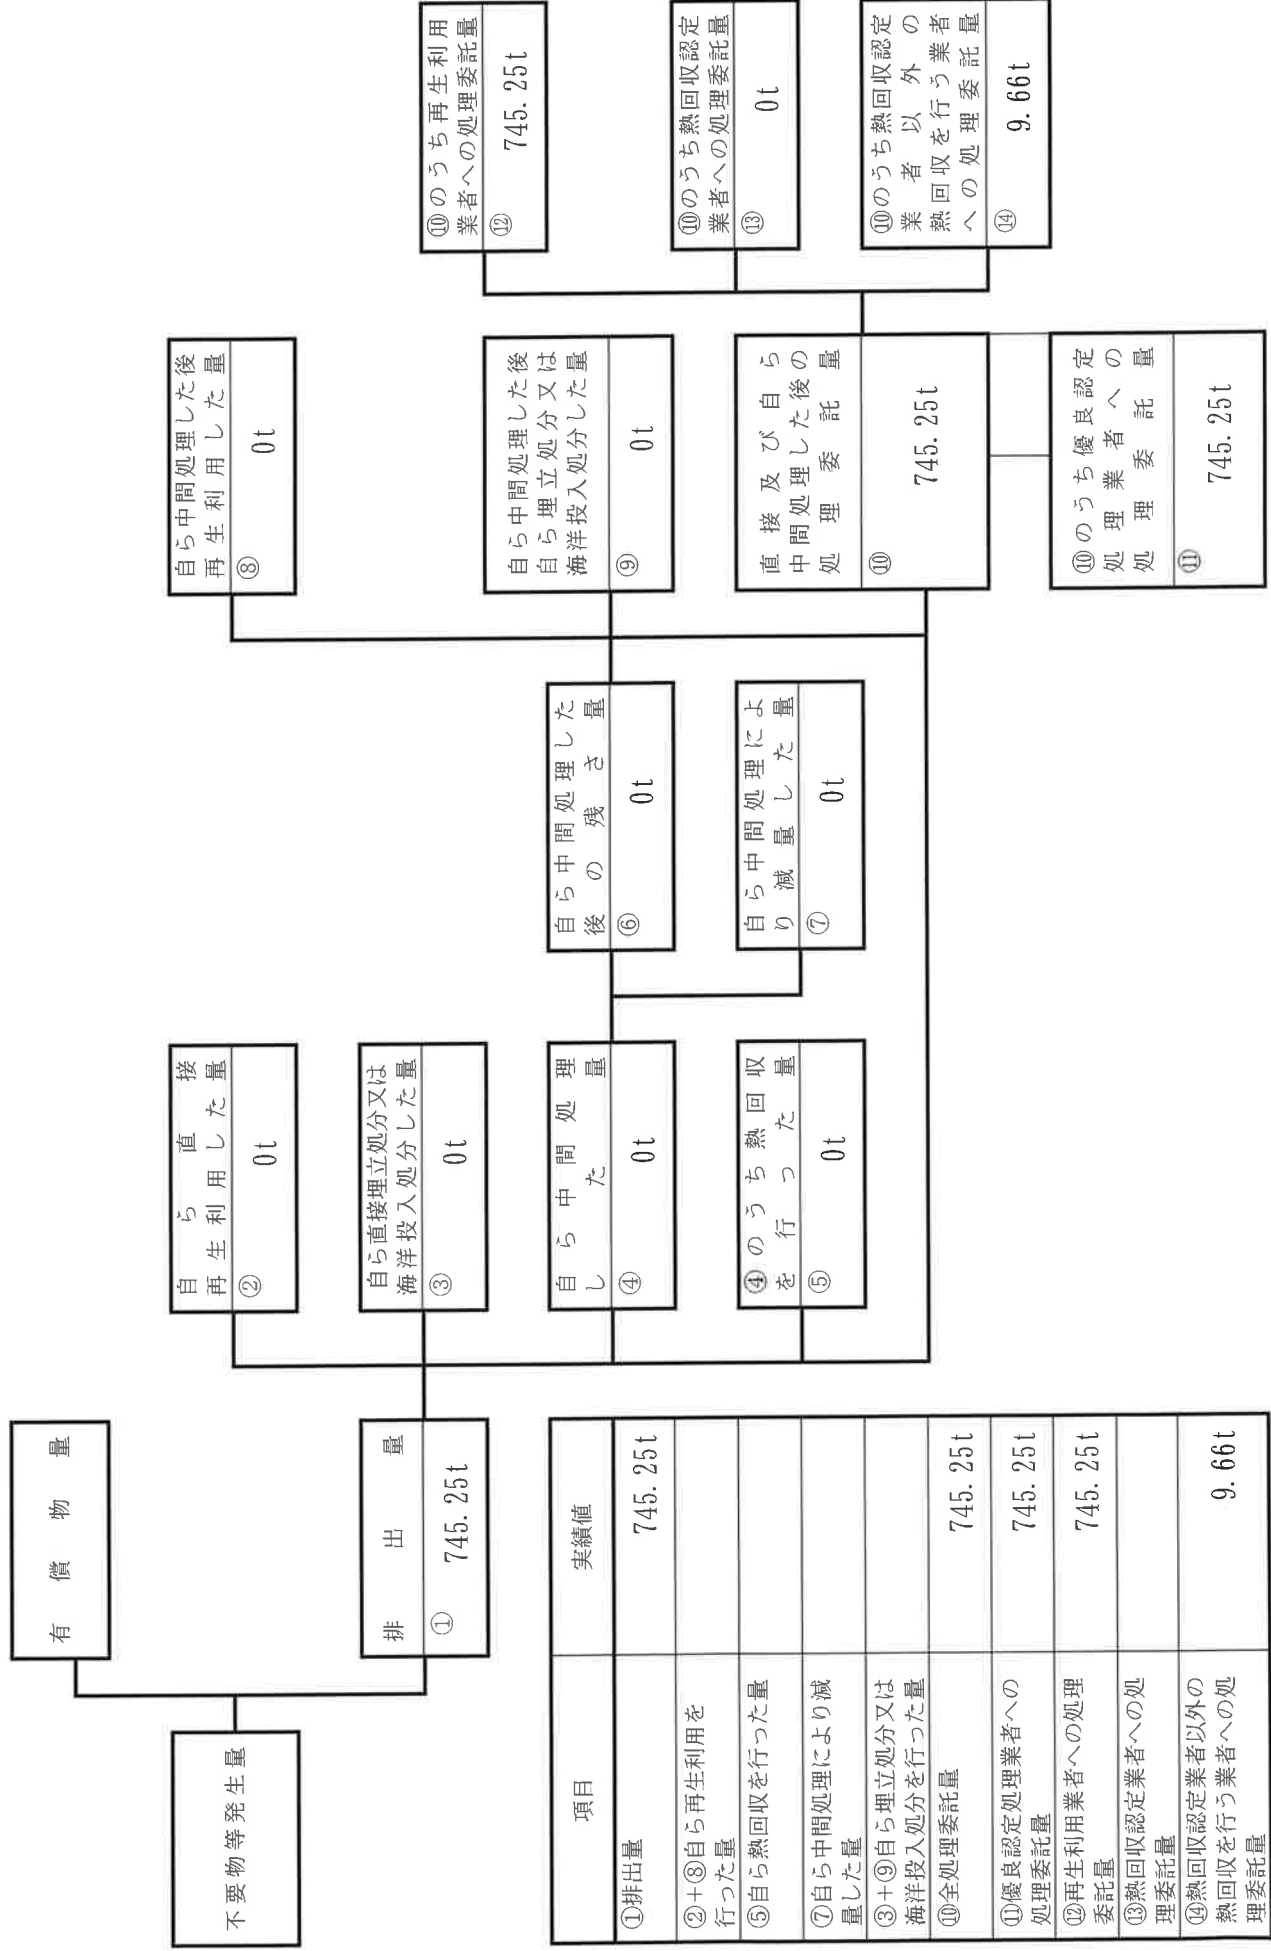 不要物等発生量
有償物量
排出量
① 745.25t
自ら直接
再生利用した量
② 0t
自ら直接埋立処分又は
海洋投入処分した量
③ 0t
自ら中間処理
した量
④ 0t
④のうち熱回収
を行った量
⑤ 0t
自ら中間処理した
後の残さ量
⑥ 0t
自ら中間処理によ
り減量した量
⑦ 0t
自ら中間処理した後
再生利用した量
⑧ 0t
自ら中間処理した後
自ら埋立処分又は
海洋投入処分した量
⑨ 0t
直接及び自ら
中間処理した後の
処理委託量
⑩ 745.25t
⑩のうち優良認定
処理業者への
処理委託量
⑪ 745.25t
⑩のうち再生利用
業者への処理委託量
⑫ 745.25t
⑩のうち熱回収認定
業者への処理委託量
⑬ 0t
⑩のうち熱回収認定
業者以外の
熱回収を行う業者
への処理委託量
⑭ 9.66t
項目 実績値
①排出量 745.25t
②+⑧自ら再生利用を
行った量
⑤自ら熱回収を行った量
⑦自ら中間処理により減
量した量
③+⑨自ら埋立処分又は
海洋投入処分を行った量
⑩全処理委託量 745.25t
⑪優良認定処理業者への
処理委託量 745.25t
⑫再生利用業者への処理
委託量 745.25t
⑬熱回収認定業者への処
理委託量
⑭熱回収認定業者以外の
熱回収を行う業者への処
理委託量 9.66t